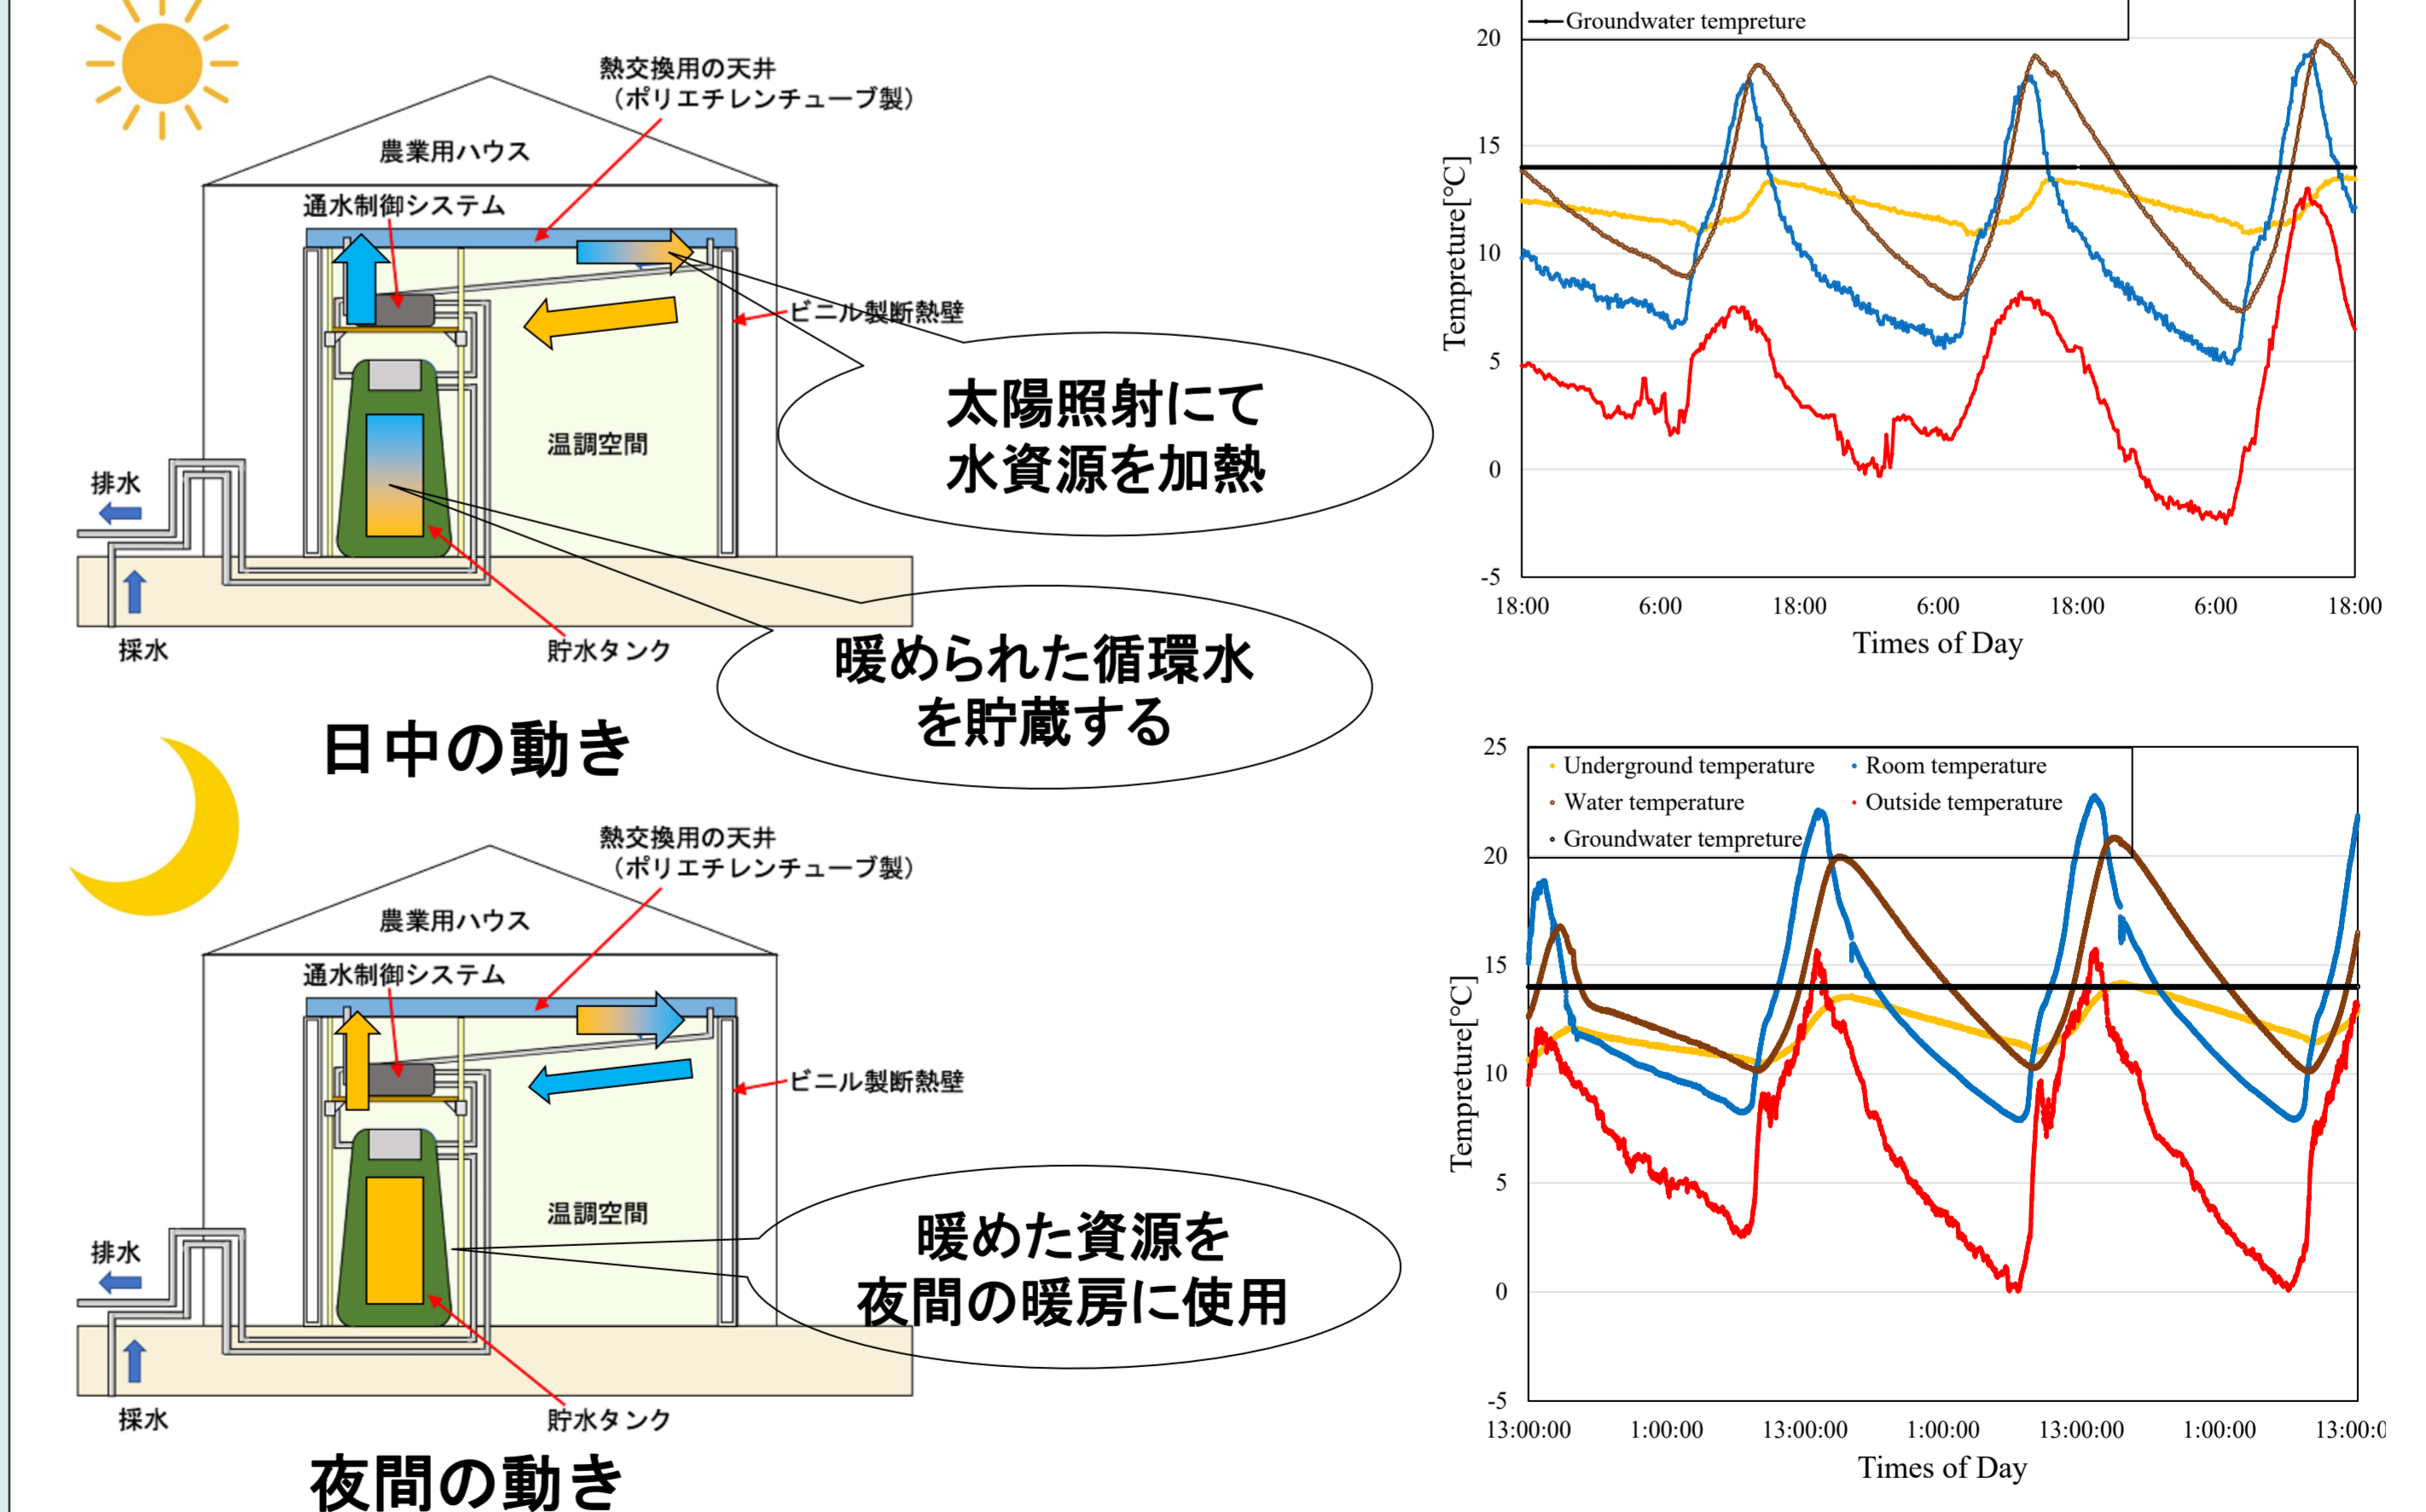 熱交換用の天井
（ポリエチレンチューブ製）
農業用ハウス
通水制御システム
ビニル製断熱壁
太陽照射にて
水資源を加熱
温調空間
排水
採水
貯水タンク
暖められた循環水
を貯蔵する
日中の動き
熱交換用の天井
（ポリエチレンチューブ製）
農業用ハウス
通水制御システム
ビニル製断熱壁
温調空間
暖めた資源を
夜間の暖房に使用
排水
採水
貯水タンク
夜間の動き
Groundwater tempreture
20
15
10
5
0
-5
Tempreture[°C]
18:00 6:00 18:00 6:00 18:00 6:00 18:00
Times of Day
25
20
15
10
5
0
-5
Underground temperature Room temperature
Water temperature Outside temperature
Groundwater tempreture
Tempreture[°C]
13:00:00 1:00:00 13:00:00 1:00:00 13:00:00 1:00:00 13:00:0
Times of Day